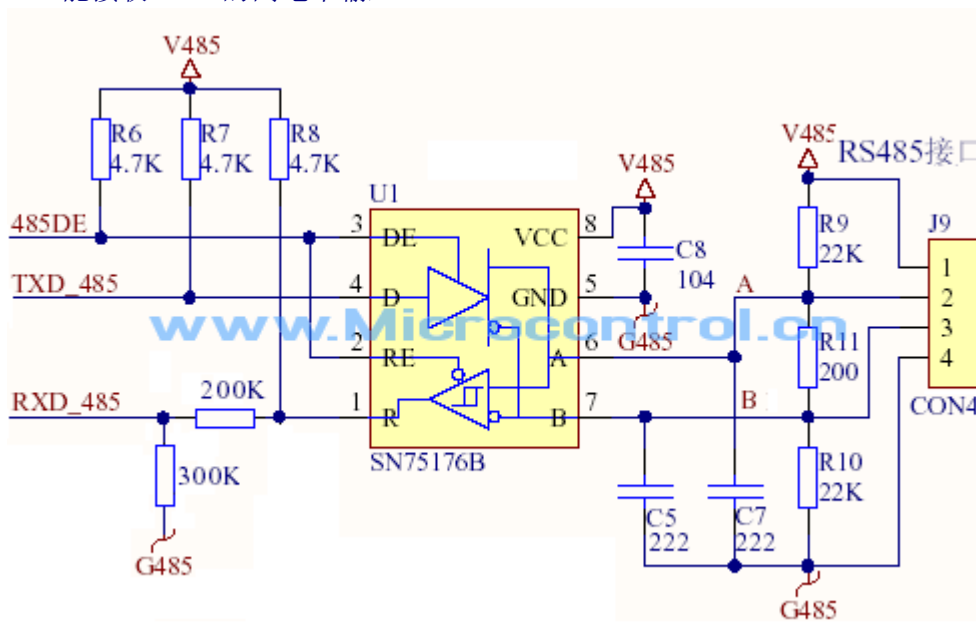 V485
R6
4.7K
R7
4.7K
R8
4.7K
485DE
TXD_485
RXD_485
200K
300K
G485
U1
3
DE
VCC
8
4
D
GND
5
2
RE
A
6
1
R
B
7
SN75176B
V485
C8
104
G485
V485
RS485接口
R9
22K
A
R11
200
B
R10
22K
C5
222
C7
222
G485
J9
1
2
3
4
CON4
www.Microcontrol.cn